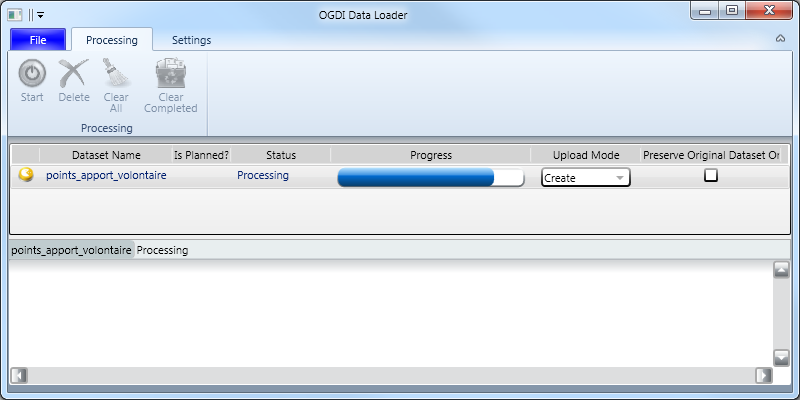 OGDI Data Loader
File Processing Settings
Start Delete Clear All Clear Completed
Processing
Dataset Name Is Planned? Status Progress Upload Mode Preserve Original Dataset Or
points_apport_volontaire Processing Create
points_apport_volontaire Processing